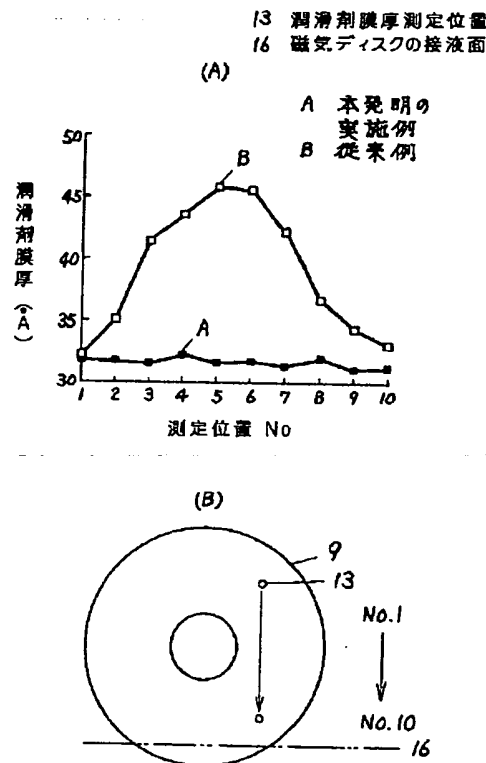 13 潤滑剤膜厚測定位置
16 磁気ディスクの接液面
(A)
A 本発明の
実施例
B 従来例
潤滑剤膜厚(Å)
50
45
40
35
30
B
A
1 2 3 4 5 6 7 8 9 10
測定位置 No
(B)
9
13
No.1
No.10
16